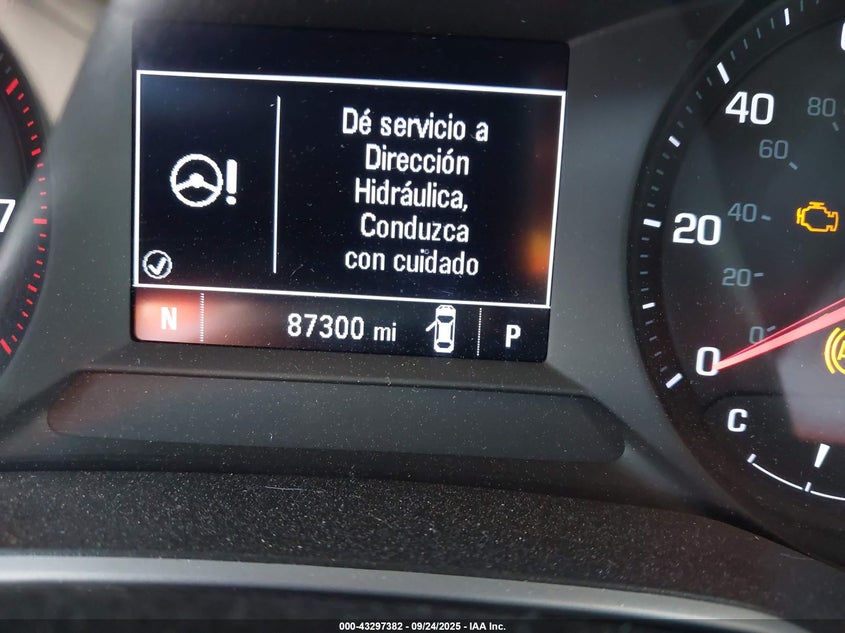 Dé servicio a
Dirección
Hidráulica,
Conduzca
con cuidado
N 87300 mi P
7
40
80
60
20
40
20
0
0
C
000-43297382 - 09/24/2025 - IAA Inc.